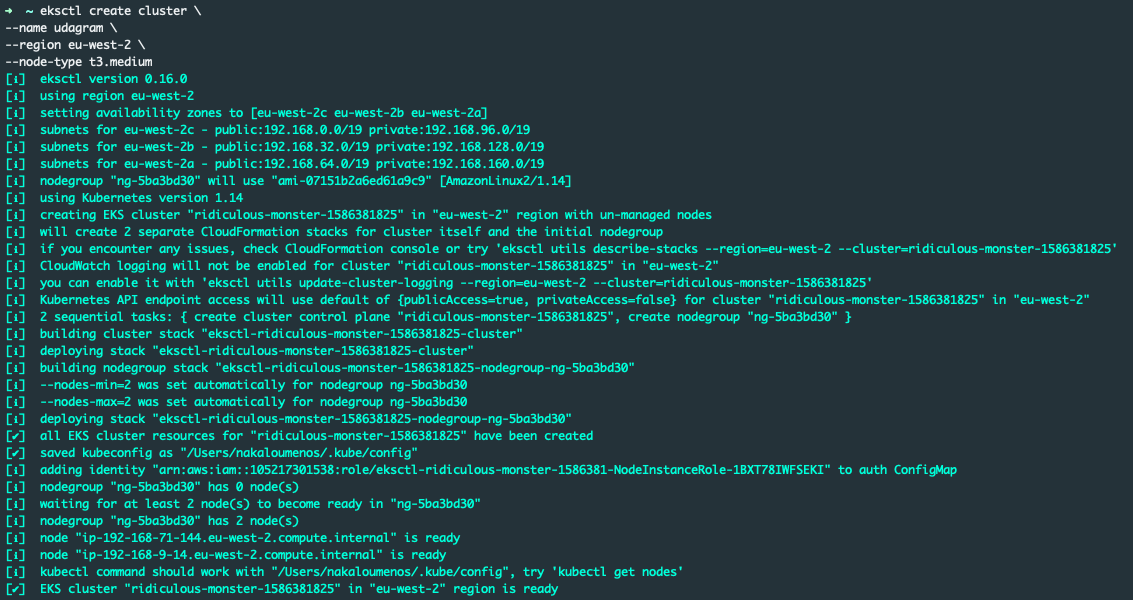 ➜  ~ eksctl create cluster \
--name udagram \
--region eu-west-2 \
--node-type t3.medium
[ℹ]  eksctl version 0.16.0
[ℹ]  using region eu-west-2
[ℹ]  setting availability zones to [eu-west-2c eu-west-2b eu-west-2a]
[ℹ]  subnets for eu-west-2c - public:192.168.0.0/19 private:192.168.96.0/19
[ℹ]  subnets for eu-west-2b - public:192.168.32.0/19 private:192.168.128.0/19
[ℹ]  subnets for eu-west-2a - public:192.168.64.0/19 private:192.168.160.0/19
[ℹ]  nodegroup "ng-5ba3bd30" will use "ami-07151b2a6ed61a9c9" [AmazonLinux2/1.14]
[ℹ]  using Kubernetes version 1.14
[ℹ]  creating EKS cluster "ridiculous-monster-1586381825" in "eu-west-2" region with un-managed nodes
[ℹ]  will create 2 separate CloudFormation stacks for cluster itself and the initial nodegroup
[ℹ]  if you encounter any issues, check CloudFormation console or try 'eksctl utils describe-stacks --region=eu-west-2 --cluster=ridiculous-monster-1586381825'
[ℹ]  CloudWatch logging will not be enabled for cluster "ridiculous-monster-1586381825" in "eu-west-2"
[ℹ]  you can enable it with 'eksctl utils update-cluster-logging --region=eu-west-2 --cluster=ridiculous-monster-1586381825'
[ℹ]  Kubernetes API endpoint access will use default of {publicAccess=true, privateAccess=false} for cluster "ridiculous-monster-1586381825" in "eu-west-2"
[ℹ]  2 sequential tasks: { create cluster control plane "ridiculous-monster-1586381825", create nodegroup "ng-5ba3bd30" }
[ℹ]  building cluster stack "eksctl-ridiculous-monster-1586381825-cluster"
[ℹ]  deploying stack "eksctl-ridiculous-monster-1586381825-cluster"
[ℹ]  building nodegroup stack "eksctl-ridiculous-monster-1586381825-nodegroup-ng-5ba3bd30"
[ℹ]  --nodes-min=2 was set automatically for nodegroup ng-5ba3bd30
[ℹ]  --nodes-max=2 was set automatically for nodegroup ng-5ba3bd30
[ℹ]  deploying stack "eksctl-ridiculous-monster-1586381825-nodegroup-ng-5ba3bd30"
[✔]  all EKS cluster resources for "ridiculous-monster-1586381825" have been created
[✔]  saved kubeconfig as "/Users/nakaloumenos/.kube/config"
[ℹ]  adding identity "arn:aws:iam::105217301538:role/eksctl-ridiculous-monster-1586381-NodeInstanceRole-1BXT78IWFSEKI" to auth ConfigMap
[ℹ]  nodegroup "ng-5ba3bd30" has 0 node(s)
[ℹ]  waiting for at least 2 node(s) to become ready in "ng-5ba3bd30"
[ℹ]  nodegroup "ng-5ba3bd30" has 2 node(s)
[ℹ]  node "ip-192-168-71-144.eu-west-2.compute.internal" is ready
[ℹ]  node "ip-192-168-9-14.eu-west-2.compute.internal" is ready
[ℹ]  kubectl command should work with "/Users/nakaloumenos/.kube/config", try 'kubectl get nodes'
[✔]  EKS cluster "ridiculous-monster-1586381825" in "eu-west-2" region is ready